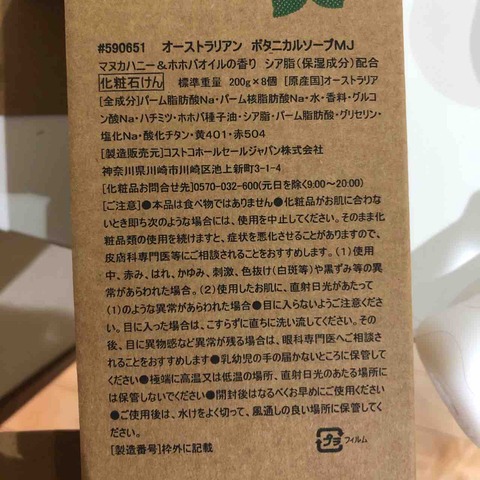 #590651 オーストラリアン ボタニカルソープMJ
マヌカハニー＆ホホバオイルの香り シア脂(保湿成分)配合
化粧石けん 標準重量 200g×8個 [原産国]オーストラリア
[全成分]パーム脂肪酸Na・パーム核脂肪酸Na・水・香料・グルコ
ン酸Na・ハチミツ・ホホバ種子油・シア脂・パーム脂肪酸・グリセリン・
塩化Na・酸化チタン・黄401・赤504
[製造販売元]コストコホールセールジャパン株式会社
神奈川県川崎市川崎区池上新町3-1-4
[化粧品お問合せ先]0570-032-600(元日を除く9:00～20:00)
[ご注意]●本品は食べ物ではありません●化粧品がお肌に合わ
ないとき即ち次のような場合には、使用を中止してください。そのまま化
粧品類の使用を続けますと、症状を悪化させることがありますので、
皮膚科専門医等にご相談されることをおすすめします。(1)使用
中、赤み、はれ、かゆみ、刺激、色抜け(白斑等)や黒ずみ等の異
常があらわれた場合(2)使用したお肌に、直射日光があたって
(1)のような異常があらわれた場合●目に入らないようご注意くだ
さい。目に入った場合は、こすらずに直ちに洗い流してください。その
後、目に異物感など異常が残る場合は、眼科専門医へご相談さ
れることをおすすめします●乳幼児の手の届かないところに保管して
ください●極端に高温又は低温の場所、直射日光のあたる場所に
は保管しないでください●開封後はなるべくお早めにご使用ください
●ご使用後は、水けをよく切って、風通しの良い場所に保管してく
ださい。
[製造番号]枠外に記載
プラ フィルム